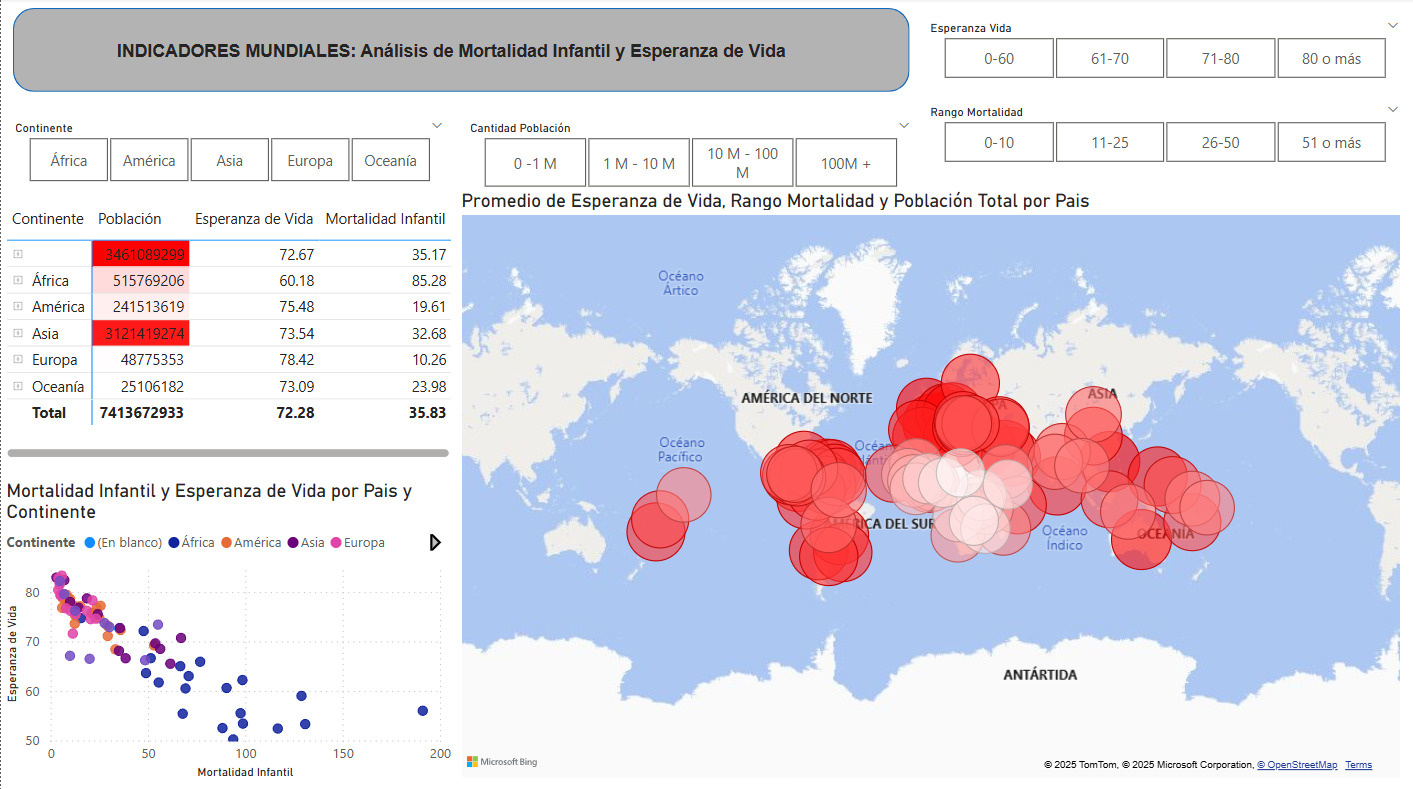 INDICADORES MUNDIALES: Análisis de Mortalidad Infantil y Esperanza de Vida
Esperanza Vida
0-60 61-70 71-80 80 o más
Rango Mortalidad
0-10 11-25 26-50 51 o más
Continente
África América Asia Europa Oceanía
Cantidad Población
0 -1 M 1 M - 10 M 10 M - 100 M 100M +
Continente Población Esperanza de Vida Mortalidad Infantil
3461089299 72.67 35.17
África 515769206 60.18 85.28
América 241513619 75.48 19.61
Asia 3121419274 73.54 32.68
Europa 48775353 78.42 10.26
Oceanía 25106182 73.09 23.98
Total 7413672933 72.28 35.83
Mortalidad Infantil y Esperanza de Vida por Pais y
Continente
Continente (En blanco) África América Asia Europa
Esperanza de Vida
80
70
60
50
0 50 100 150 200
Mortalidad Infantil
Promedio de Esperanza de Vida, Rango Mortalidad y Población Total por Pais
Océano
Ártico
AMÉRICA DEL NORTE
ASIA
Océano
Pacífico
Océano
DEL SUR
OCEANÍA
Océano
Índico
ANTÁRTIDA
Microsoft Bing
© 2025 TomTom, © 2025 Microsoft Corporation, © OpenStreetMap Terms